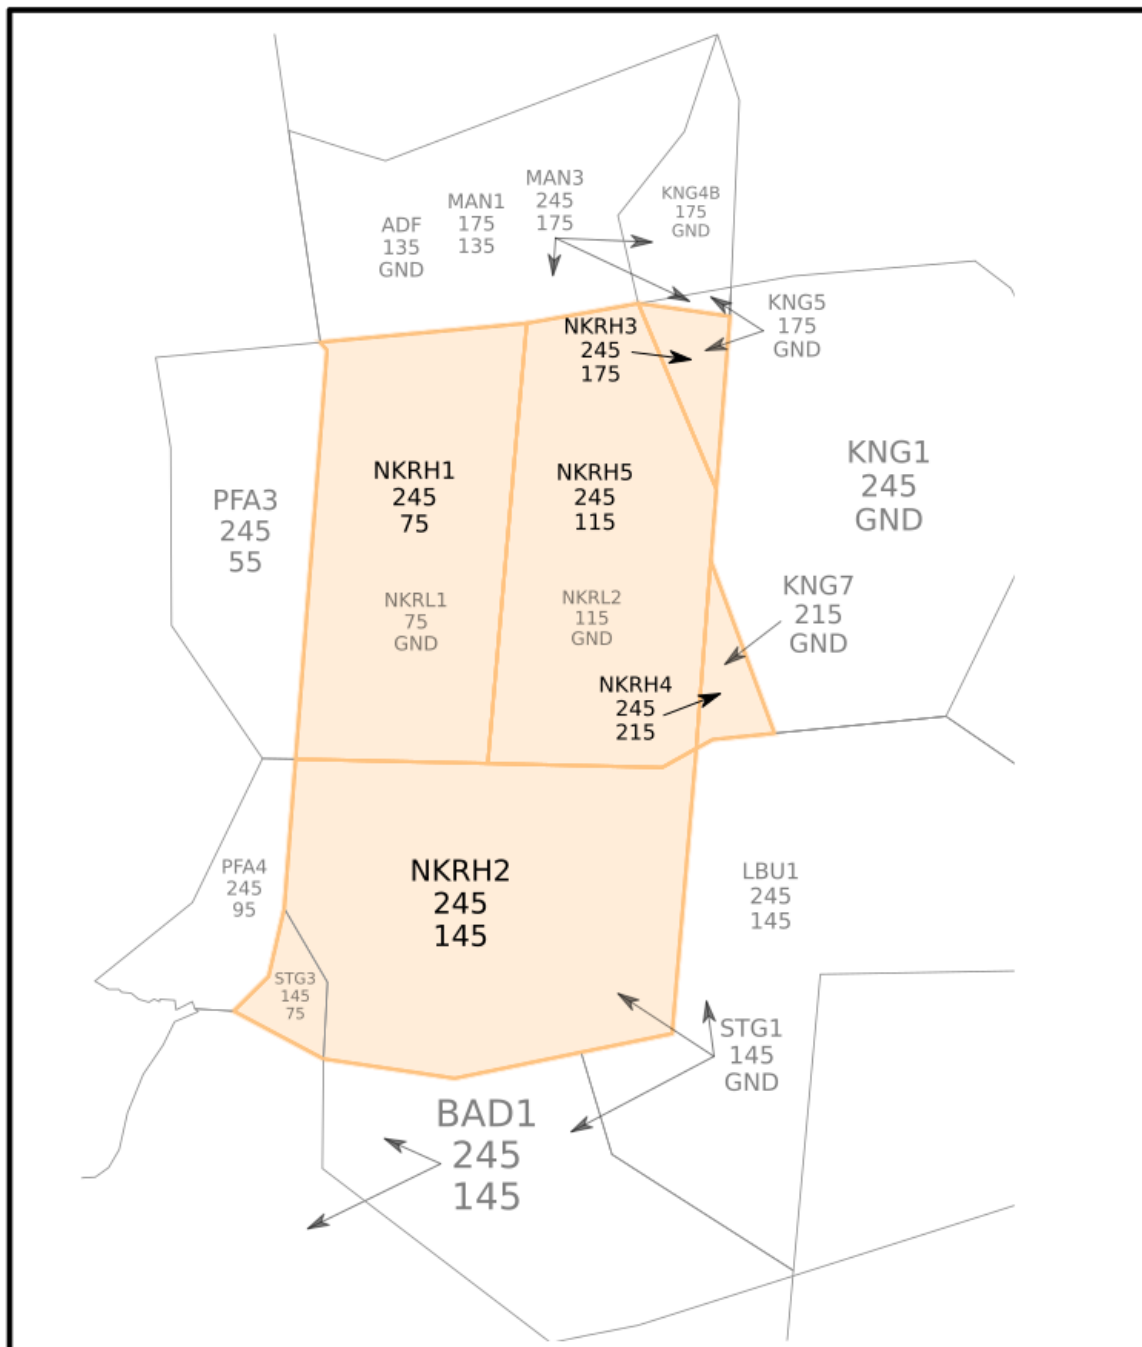 MAN3
245
175
MAN1
175
135
ADF
135
GND
KNG4B
175
GND
KNG5
175
GND
NKRH3
245
175
NKRH1
245
75
NKRH5
245
115
KNG1
245
GND
PFA3
245
55
NKRL1
75
GND
NKRL2
115
GND
KNG7
215
GND
NKRH4
245
215
NKRH2
245
145
PFA4
245
95
LBU1
245
145
STG3
145
75
STG1
145
GND
BAD1
245
145